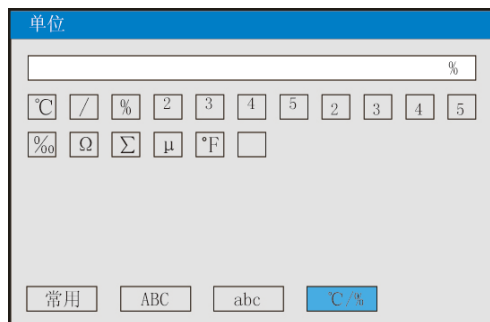 单位
%
℃ / % ² ³ ⁴ ⁵ ₂ ₃ ₄ ₅
‰ Ω Σ μ ℉
常用 ABC abc ℃/%